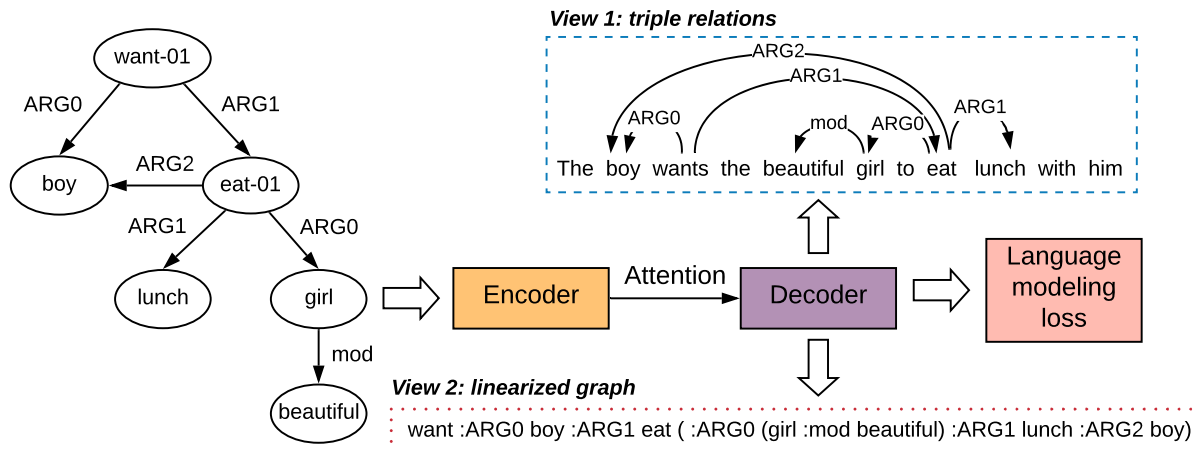 View 1: triple relations
want-01
ARG0
ARG1
boy
ARG2
eat-01
ARG1
ARG0
lunch
girl
mod
beautiful
ARG2
ARG1
ARG0
mod
ARG0
ARG1
The boy wants the beautiful girl to eat lunch with him
Encoder
Attention
Decoder
Language
modeling
loss
View 2: linearized graph
want :ARG0 boy :ARG1 eat ( :ARG0 (girl :mod beautiful) :ARG1 lunch :ARG2 boy)